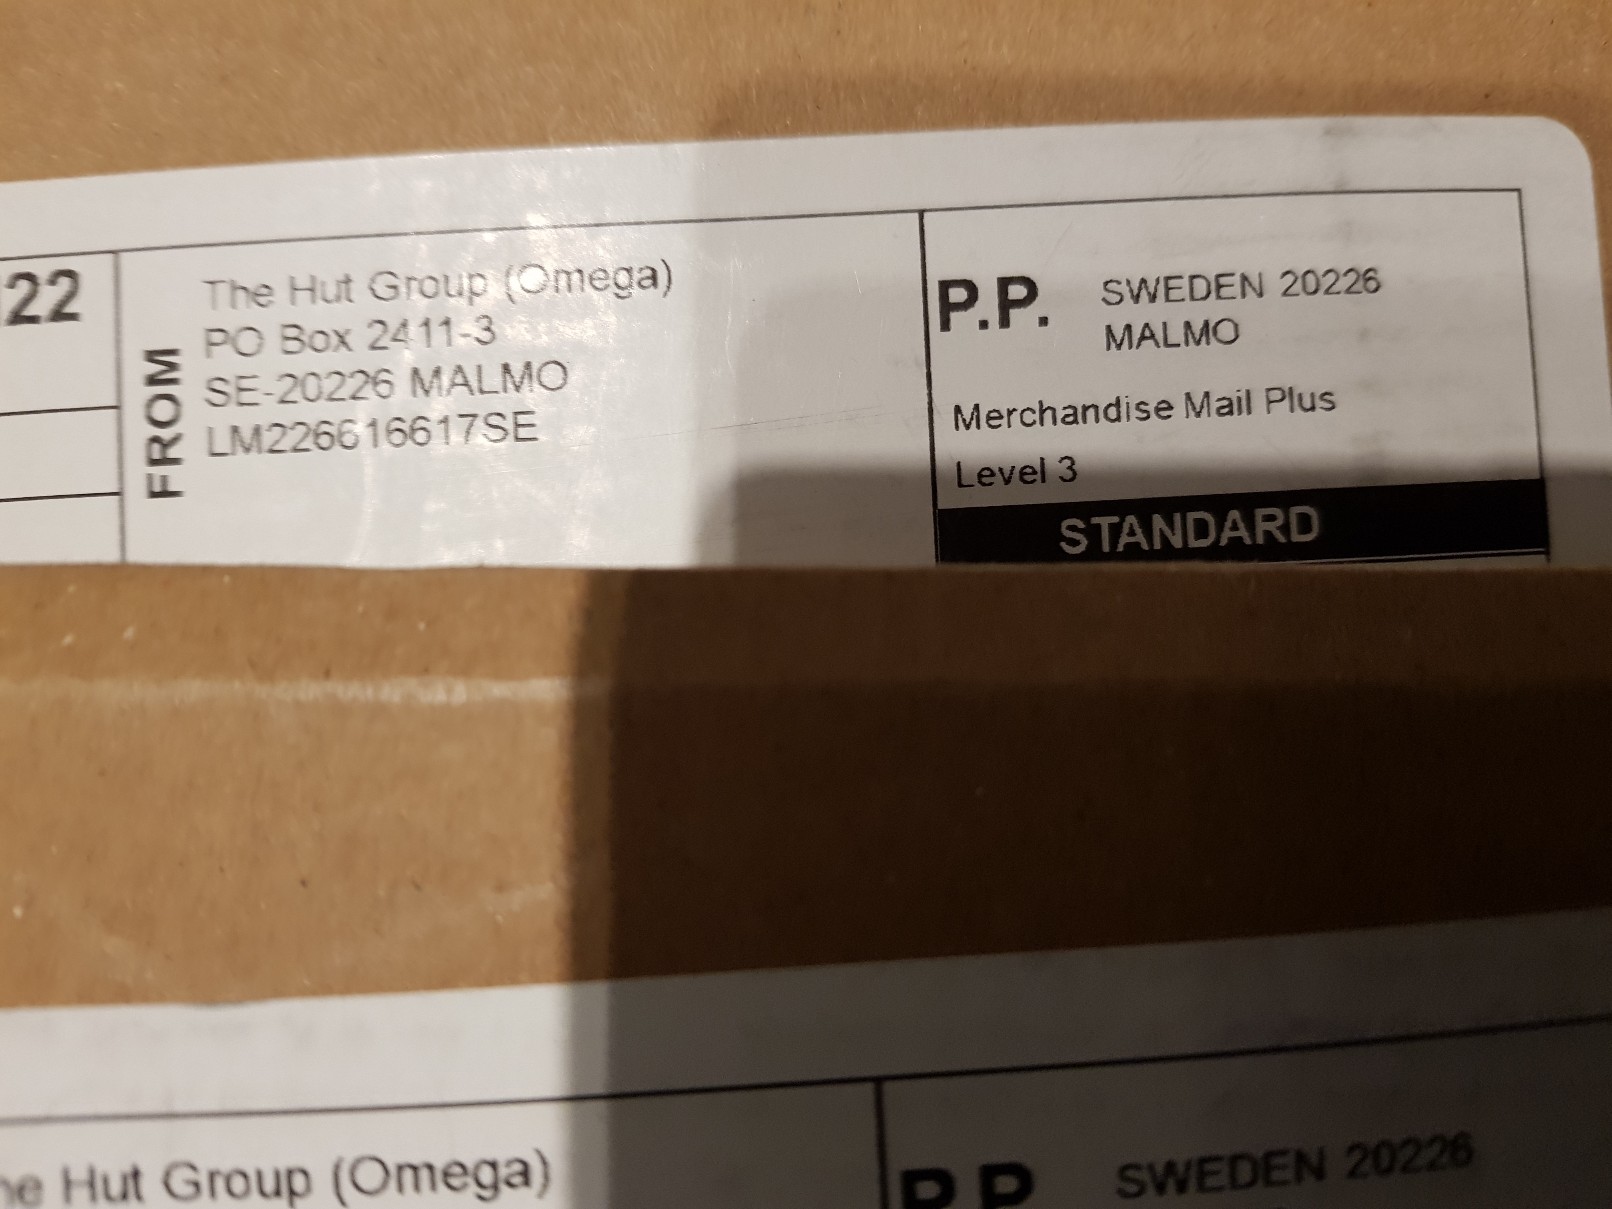 22
FROM
The Hut Group (Omega)
PO Box 2411-3
SE-20226 MALMO
LM226616617SE
P.P.
SWEDEN 20226
MALMO
Merchandise Mail Plus
Level 3
STANDARD
Hut Group (Omega)
P.P
SWEDEN 20226